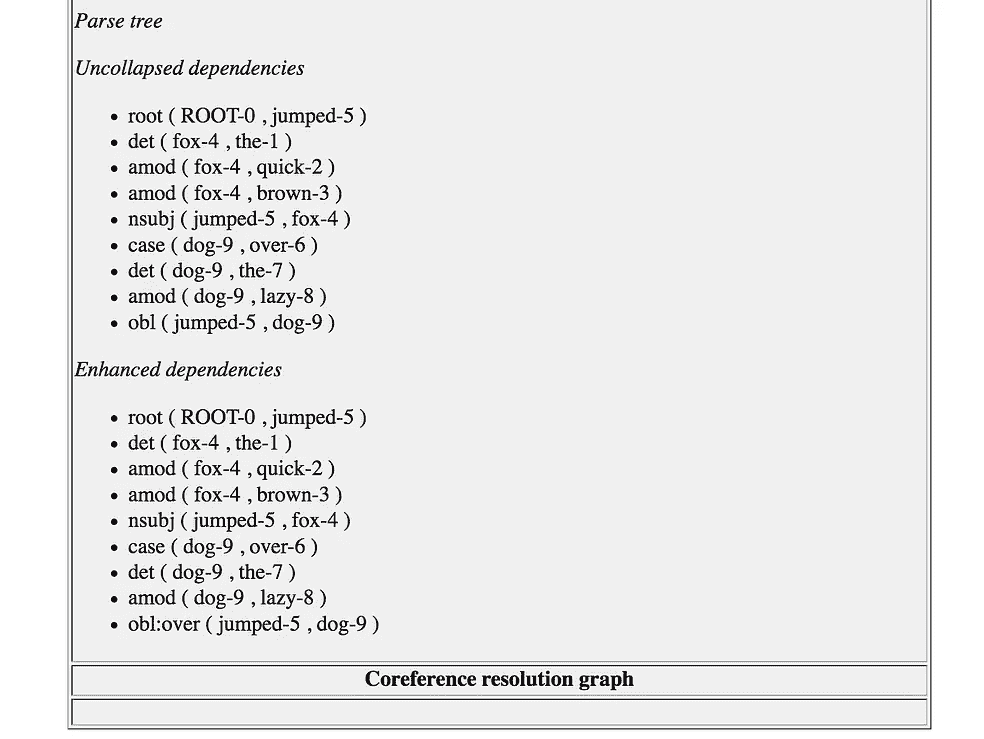 Parse tree
Uncollapsed dependencies
• root ( ROOT-0 , jumped-5 )
• det ( fox-4 , the-1 )
• amod ( fox-4 , quick-2 )
• amod ( fox-4 , brown-3 )
• nsubj ( jumped-5 , fox-4 )
• case ( dog-9 , over-6 )
• det ( dog-9 , the-7 )
• amod ( dog-9 , lazy-8 )
• obl ( jumped-5 , dog-9 )
Enhanced dependencies
• root ( ROOT-0 , jumped-5 )
• det ( fox-4 , the-1 )
• amod ( fox-4 , quick-2 )
• amod ( fox-4 , brown-3 )
• nsubj ( jumped-5 , fox-4 )
• case ( dog-9 , over-6 )
• det ( dog-9 , the-7 )
• amod ( dog-9 , lazy-8 )
• obl:over ( jumped-5 , dog-9 )
Coreference resolution graph